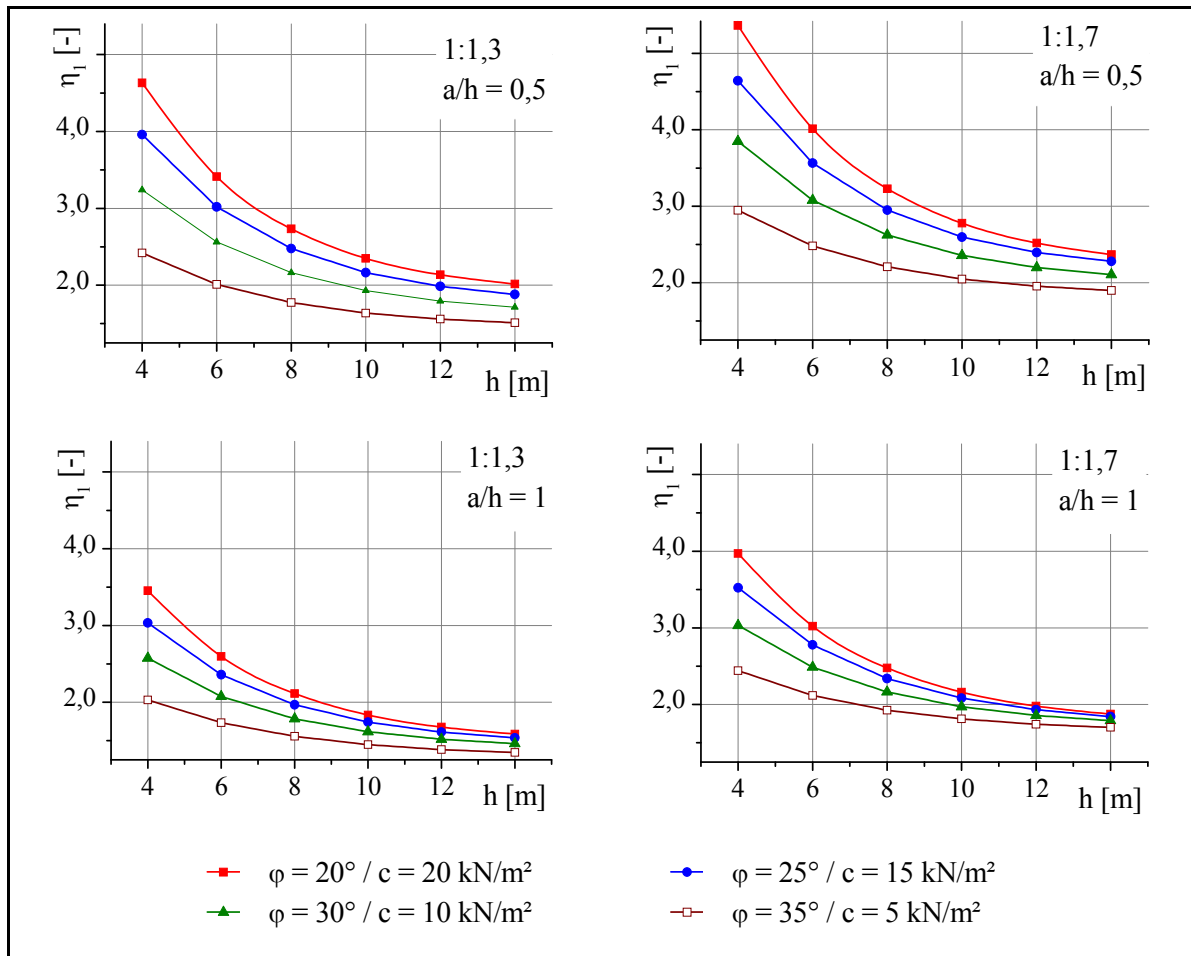 1:1,3
a/h = 0,5
η₁ [-]
4,0
3,0
2,0
4 6 8 10 12 h [m]
1:1,7
a/h = 0,5
η₁ [-]
4,0
3,0
2,0
4 6 8 10 12 h [m]
1:1,3
a/h = 1
η₁ [-]
4,0
3,0
2,0
4 6 8 10 12 h [m]
1:1,7
a/h = 1
η₁ [-]
4,0
3,0
2,0
4 6 8 10 12 h [m]
φ = 20° / c = 20 kN/m²
φ = 25° / c = 15 kN/m²
φ = 30° / c = 10 kN/m²
φ = 35° / c = 5 kN/m²